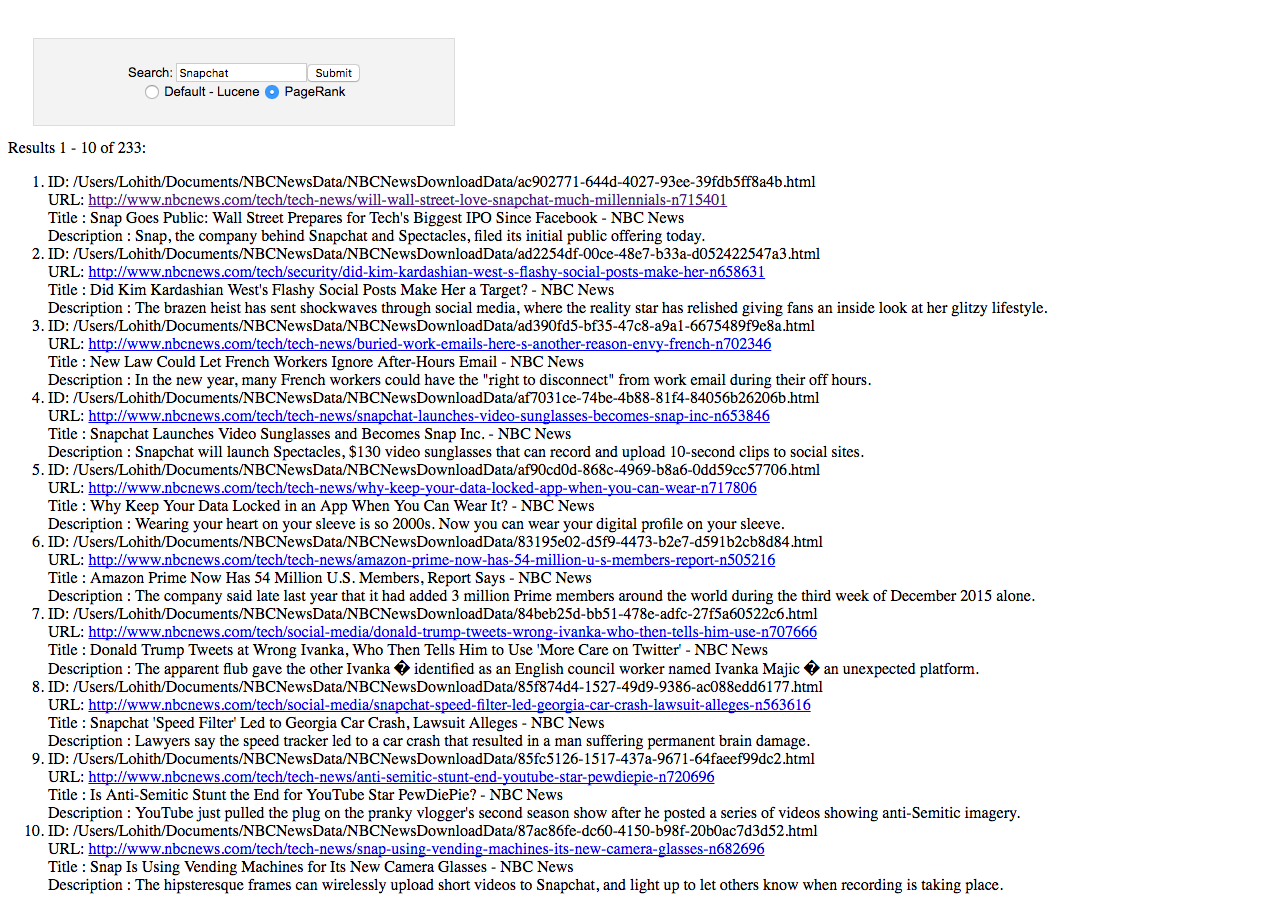 Search: Snapchat Submit
Default - Lucene PageRank
Results 1 - 10 of 233:
1. ID: /Users/Lohith/Documents/NBCNewsData/NBCNewsDownloadData/ac902771-644d-4027-93ee-39fdb5ff8a4b.html
URL: http://www.nbcnews.com/tech/tech-news/will-wall-street-love-snapchat-much-millennials-n715401
Title : Snap Goes Public: Wall Street Prepares for Tech's Biggest IPO Since Facebook - NBC News
Description : Snap, the company behind Snapchat and Spectacles, filed its initial public offering today.
2. ID: /Users/Lohith/Documents/NBCNewsData/NBCNewsDownloadData/ad2254df-00ce-48e7-b33a-d052422547a3.html
URL: http://www.nbcnews.com/tech/security/did-kim-kardashian-west-s-flashy-social-posts-make-her-n658631
Title : Did Kim Kardashian West's Flashy Social Posts Make Her a Target? - NBC News
Description : The brazen heist has sent shockwaves through social media, where the reality star has relished giving fans an inside look at her glitzy lifestyle.
3. ID: /Users/Lohith/Documents/NBCNewsData/NBCNewsDownloadData/ad390fd5-bf35-47c8-a9a1-6675489f9e8a.html
URL: http://www.nbcnews.com/tech/tech-news/buried-work-emails-here-s-another-reason-envy-french-n702346
Title : New Law Could Let French Workers Ignore After-Hours Email - NBC News
Description : In the new year, many French workers could have the "right to disconnect" from work email during their off hours.
4. ID: /Users/Lohith/Documents/NBCNewsData/NBCNewsDownloadData/af7031ce-74be-4b88-81f4-84056b26206b.html
URL: http://www.nbcnews.com/tech/tech-news/snapchat-launches-video-sunglasses-becomes-snap-inc-n653846
Title : Snapchat Launches Video Sunglasses and Becomes Snap Inc. - NBC News
Description : Snapchat will launch Spectacles, $130 video sunglasses that can record and upload 10-second clips to social sites.
5. ID: /Users/Lohith/Documents/NBCNewsData/NBCNewsDownloadData/af90cd0d-868c-4969-b8a6-0dd59cc57706.html
URL: http://www.nbcnews.com/tech/tech-news/why-keep-your-data-locked-app-when-you-can-wear-n717806
Title : Why Keep Your Data Locked in an App When You Can Wear It? - NBC News
Description : Wearing your heart on your sleeve is so 2000s. Now you can wear your digital profile on your sleeve.
6. ID: /Users/Lohith/Documents/NBCNewsData/NBCNewsDownloadData/83195e02-d5f9-4473-b2e7-d591b2cb8d84.html
URL: http://www.nbcnews.com/tech/tech-news/amazon-prime-now-has-54-million-u-s-members-report-n505216
Title : Amazon Prime Now Has 54 Million U.S. Members, Report Says - NBC News
Description : The company said late last year that it had added 3 million Prime members around the world during the third week of December 2015 alone.
7. ID: /Users/Lohith/Documents/NBCNewsData/NBCNewsDownloadData/84beb25d-bb51-478e-adfc-27f5a60522c6.html
URL: http://www.nbcnews.com/tech/social-media/donald-trump-tweets-wrong-ivanka-who-then-tells-him-use-n707666
Title : Donald Trump Tweets at Wrong Ivanka, Who Then Tells Him to Use 'More Care on Twitter' - NBC News
Description : The apparent flub gave the other Ivanka � identified as an English council worker named Ivanka Majic � an unexpected platform.
8. ID: /Users/Lohith/Documents/NBCNewsData/NBCNewsDownloadData/85f874d4-1527-49d9-9386-ac088edd6177.html
URL: http://www.nbcnews.com/tech/social-media/snapchat-speed-filter-led-georgia-car-crash-lawsuit-alleges-n563616
Title : Snapchat 'Speed Filter' Led to Georgia Car Crash, Lawsuit Alleges - NBC News
Description : Lawyers say the speed tracker led to a car crash that resulted in a man suffering permanent brain damage.
9. ID: /Users/Lohith/Documents/NBCNewsData/NBCNewsDownloadData/85fc5126-1517-437a-9671-64faeef99dc2.html
URL: http://www.nbcnews.com/tech/tech-news/anti-semitic-stunt-end-youtube-star-pewdiepie-n720696
Title : Is Anti-Semitic Stunt the End for YouTube Star PewDiePie? - NBC News
Description : YouTube just pulled the plug on the pranky vlogger's second season show after he posted a series of videos showing anti-Semitic imagery.
10. ID: /Users/Lohith/Documents/NBCNewsData/NBCNewsDownloadData/87ac86fe-dc60-4150-b98f-20b0ac7d3d52.html
URL: http://www.nbcnews.com/tech/tech-news/snap-using-vending-machines-its-new-camera-glasses-n682696
Title : Snap Is Using Vending Machines for Its New Camera Glasses - NBC News
Description : The hipsteresque frames can wirelessly upload short videos to Snapchat, and light up to let others know when recording is taking place.